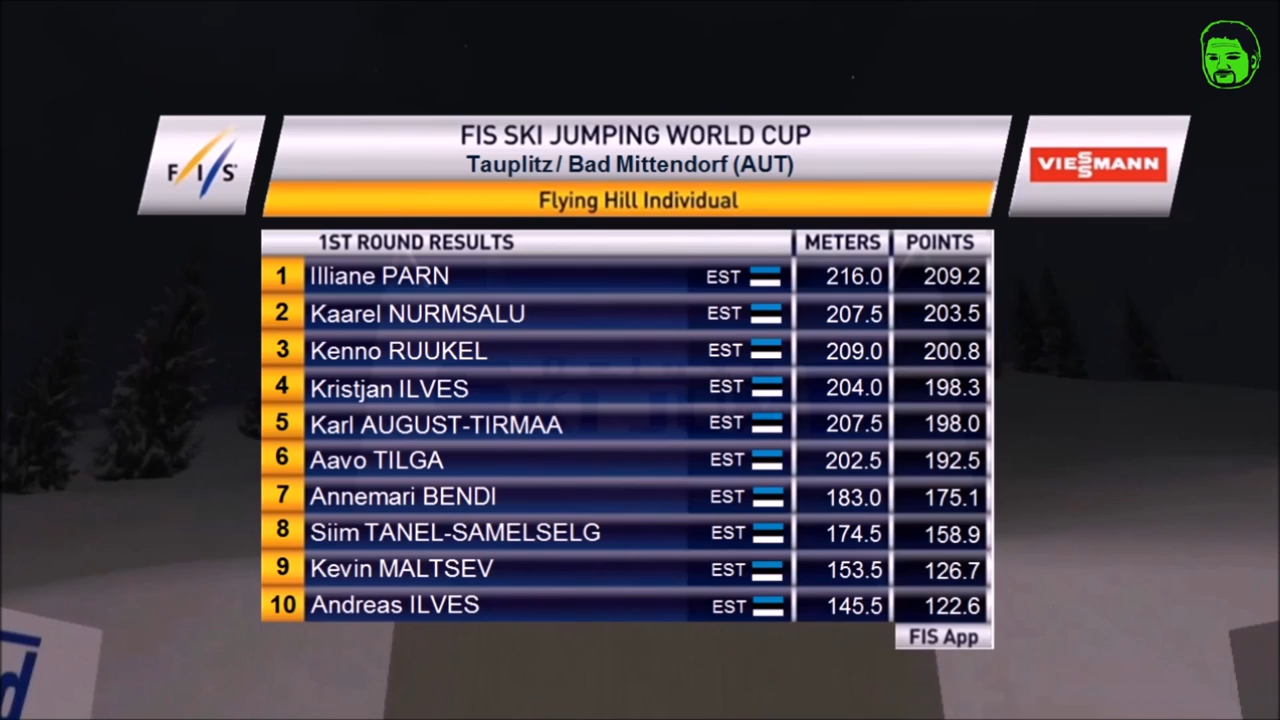 FIS SKI JUMPING WORLD CUP
Tauplitz / Bad Mittendorf (AUT)
Flying Hill Individual
FIS
VIESSMANN
1ST ROUND RESULTS METERS POINTS
1 Illiane PARN EST 216.0 209.2
2 Kaarel NURMSALU EST 207.5 203.5
3 Kenno RUUKEL EST 209.0 200.8
4 Kristjan ILVES EST 204.0 198.3
5 Karl AUGUST-TIRMAA EST 207.5 198.0
6 Aavo TILGA EST 202.5 192.5
7 Annemari BENDI EST 183.0 175.1
8 Siim TANEL-SAMELSELG EST 174.5 158.9
9 Kevin MALTSEV EST 153.5 126.7
10 Andreas ILVES EST 145.5 122.6
FIS App